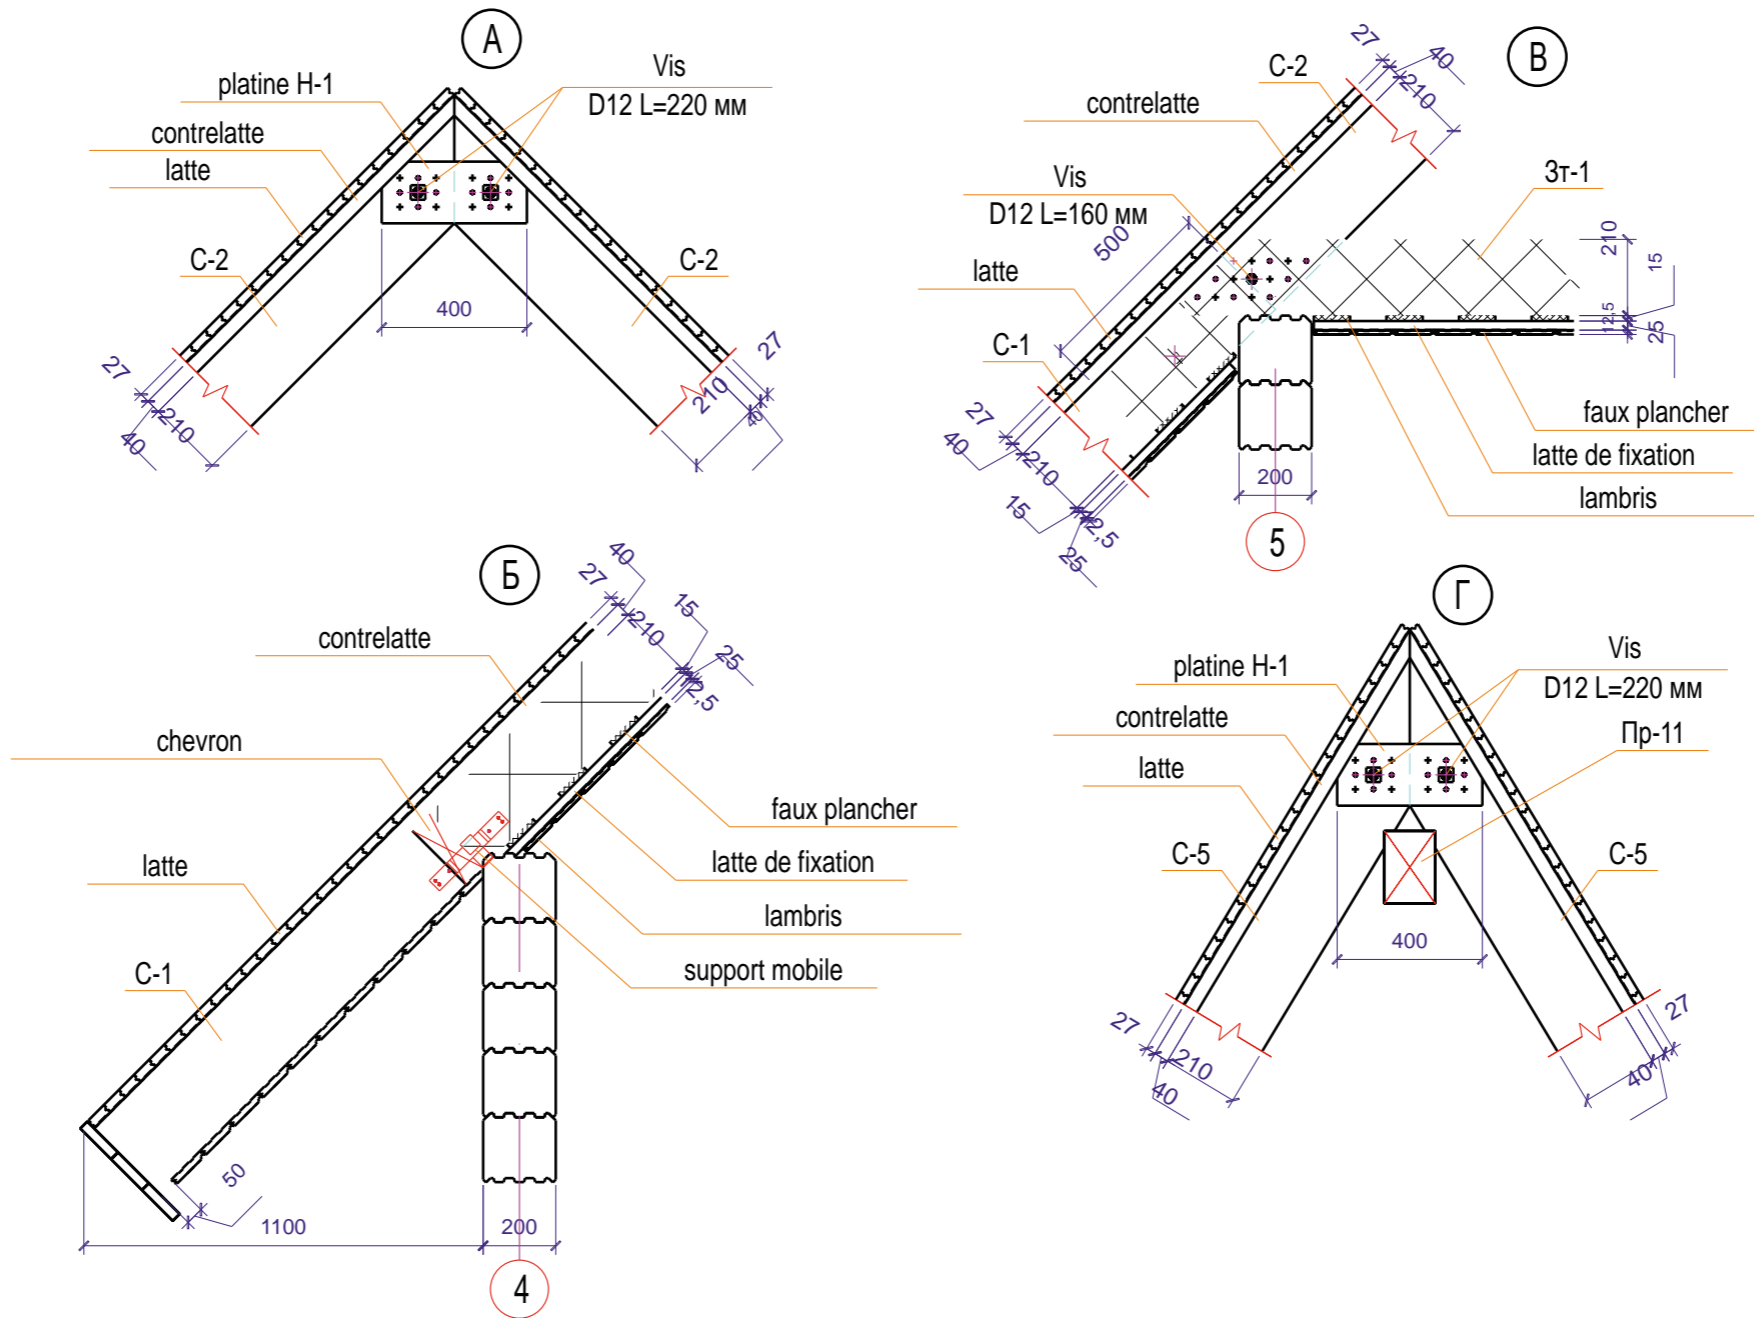 А
platine H-1
Vis
D12 L=220 мм
contrelatte
latte
C-2
C-2
400
27
40
210
27
210
40
В
27
40
210
C-2
contrelatte
Vis
D12 L=160 мм
500
latte
C-1
3т-1
210
15
12,5
25
27
40
210
15
12,5
25
200
5
faux plancher
latte de fixation
lambris
Б
40
27
210
15
25
12,5
contrelatte
chevron
latte
C-1
faux plancher
latte de fixation
lambris
support mobile
50
1100
200
4
Г
platine H-1
Vis
D12 L=220 мм
contrelatte
Пр-11
latte
C-5
C-5
400
27
210
40
27
40